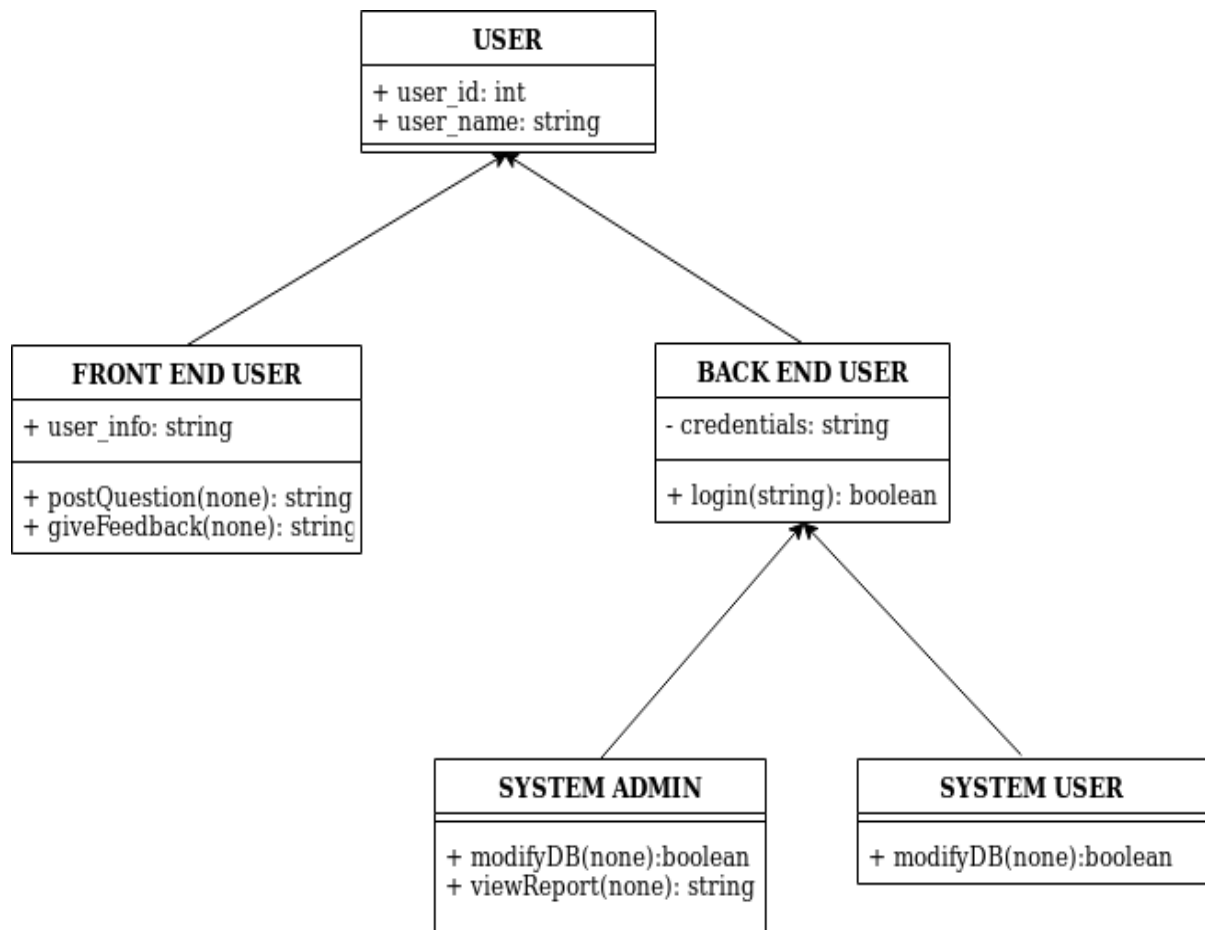 USER
+ user_id: int
+ user_name: string
FRONT END USER
+ user_info: string
+ postQuestion(none): string
+ giveFeedback(none): string
BACK END USER
- credentials: string
+ login(string): boolean
SYSTEM ADMIN
+ modifyDB(none):boolean
+ viewReport(none): string
SYSTEM USER
+ modifyDB(none):boolean